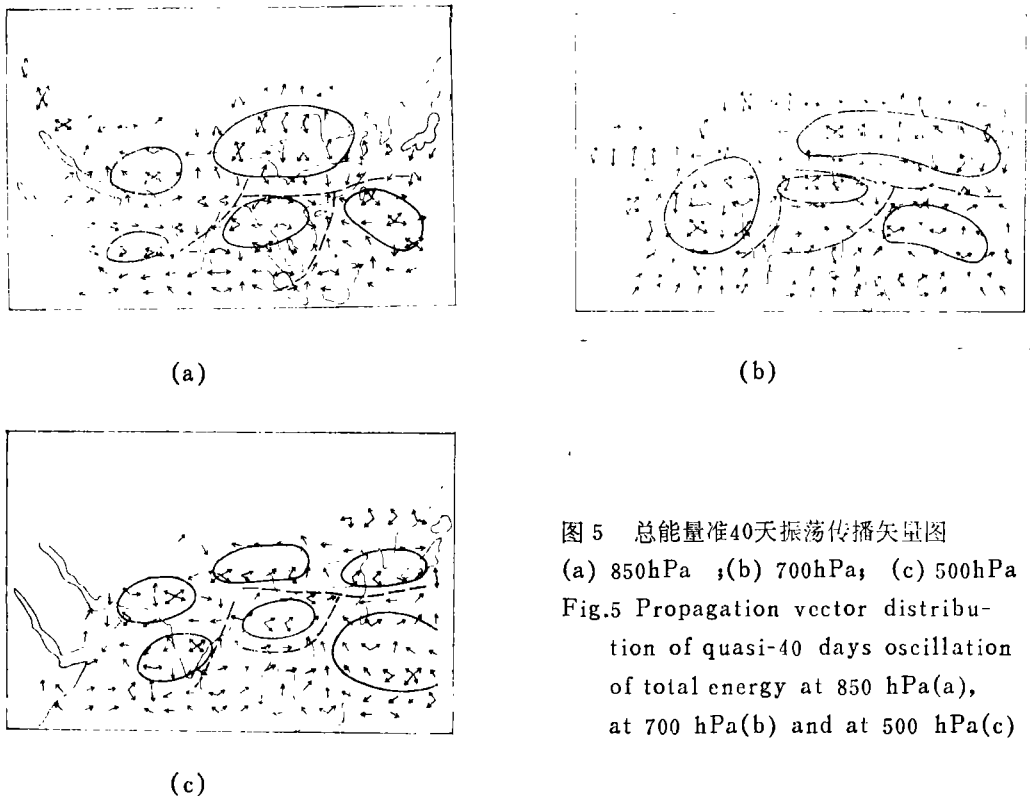 (a)
(b)
(c)
图 5 总能量准40天振荡传播矢量图
(a) 850hPa ;(b) 700hPa; (c) 500hPa
Fig.5 Propagation vector distribu-
tion of quasi-40 days oscillation
of total energy at 850 hPa(a),
at 700 hPa(b) and at 500 hPa(c)